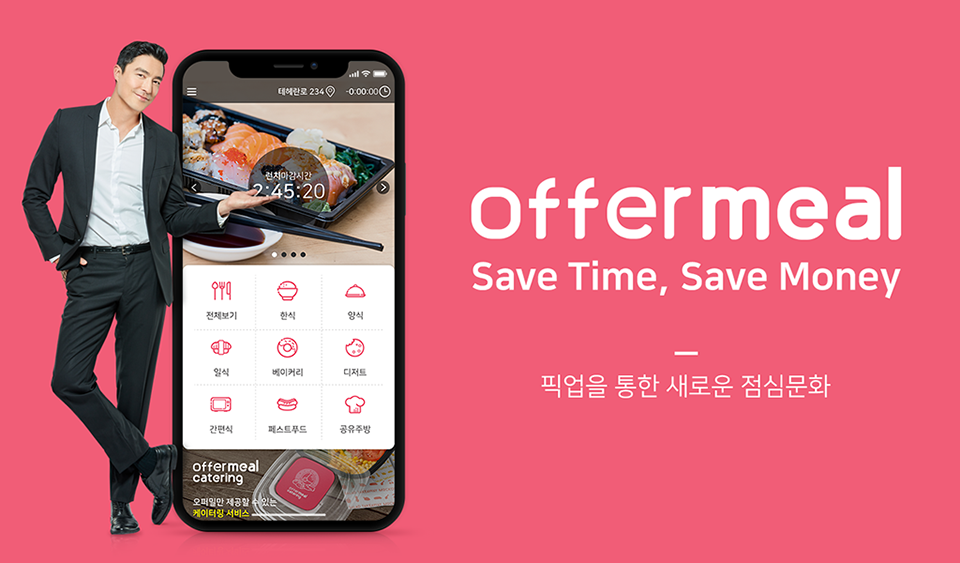 테헤란로 234
-0:00:00
런치마감시간
2:45:20
전체보기
한식
양식
일식
베이커리
디저트
간편식
페스트푸드
공유주방
offermeal
catering
오퍼밀만 제공할 수 있는
케이터링 서비스
offermeal
catering
offermeal
Save Time, Save Money
픽업을 통한 새로운 점심문화